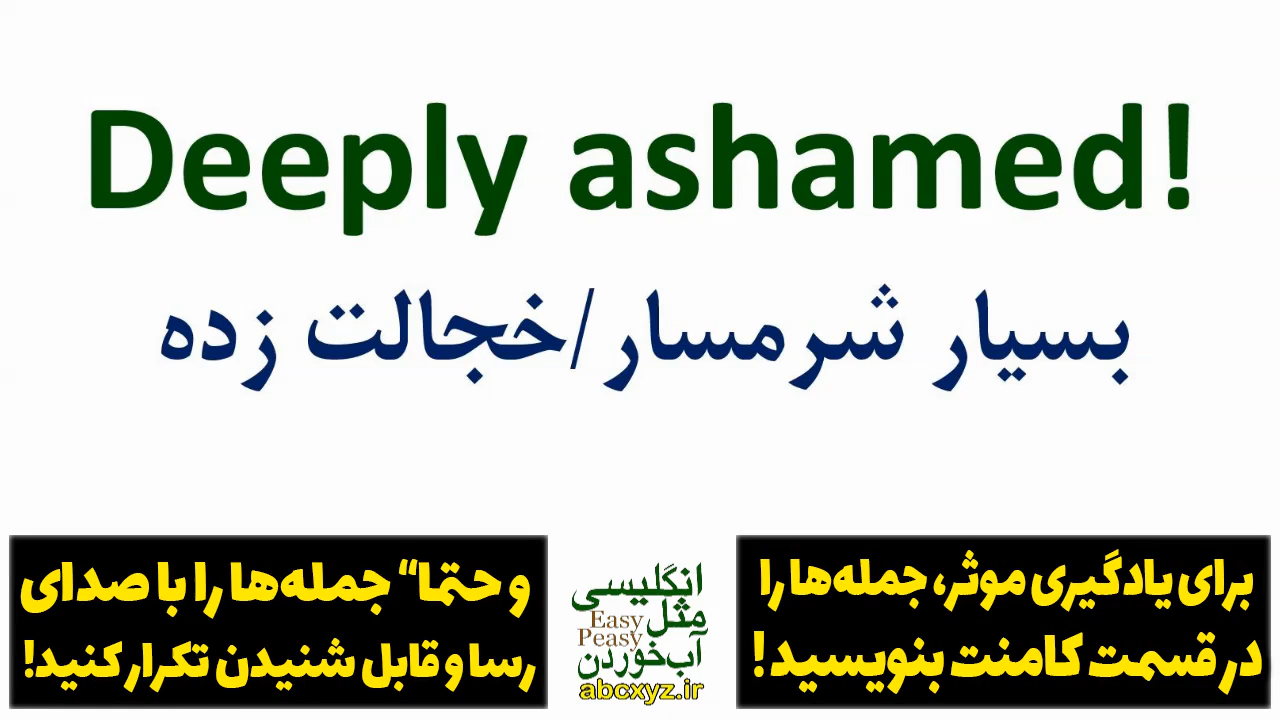 Deeply ashamed!
بسیار شرمسار/خجالت زده
برای یادگیری موثر، جمله‌ها را
در قسمت کامنت بنویسید!
انگلیسی
مثل Easy
Peasy
آب خوردن
abcxyz.ir
و حتما“ جمله‌ها را با صدای
رسا و قابل شنیدن تکرار کنید!